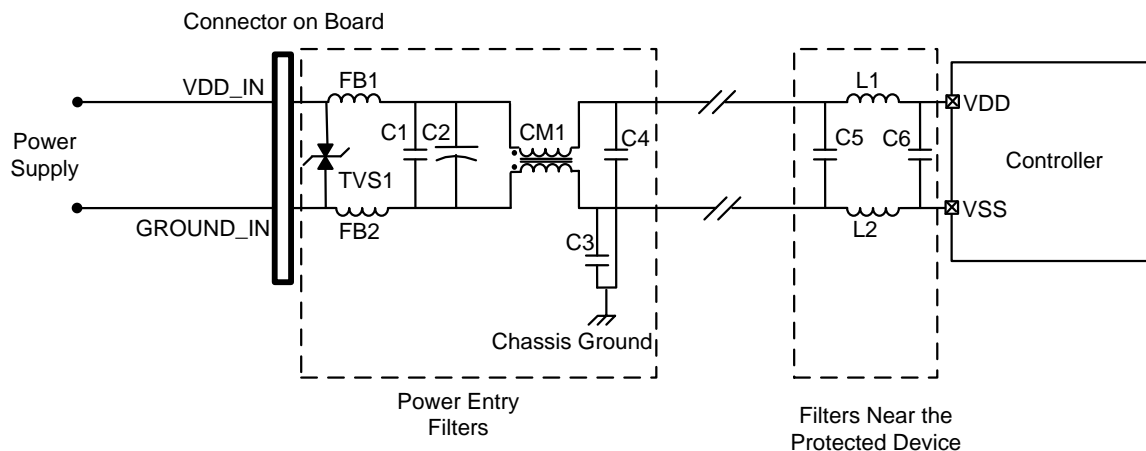 Connector on Board
VDD_IN
FB1
L1
VDD
C1
C2
CM1
C4
C5
C6
Power
Supply
TVS1
Controller
GROUND_IN
FB2
L2
VSS
C3
Chassis Ground
Power Entry
Filters
Filters Near the
Protected Device